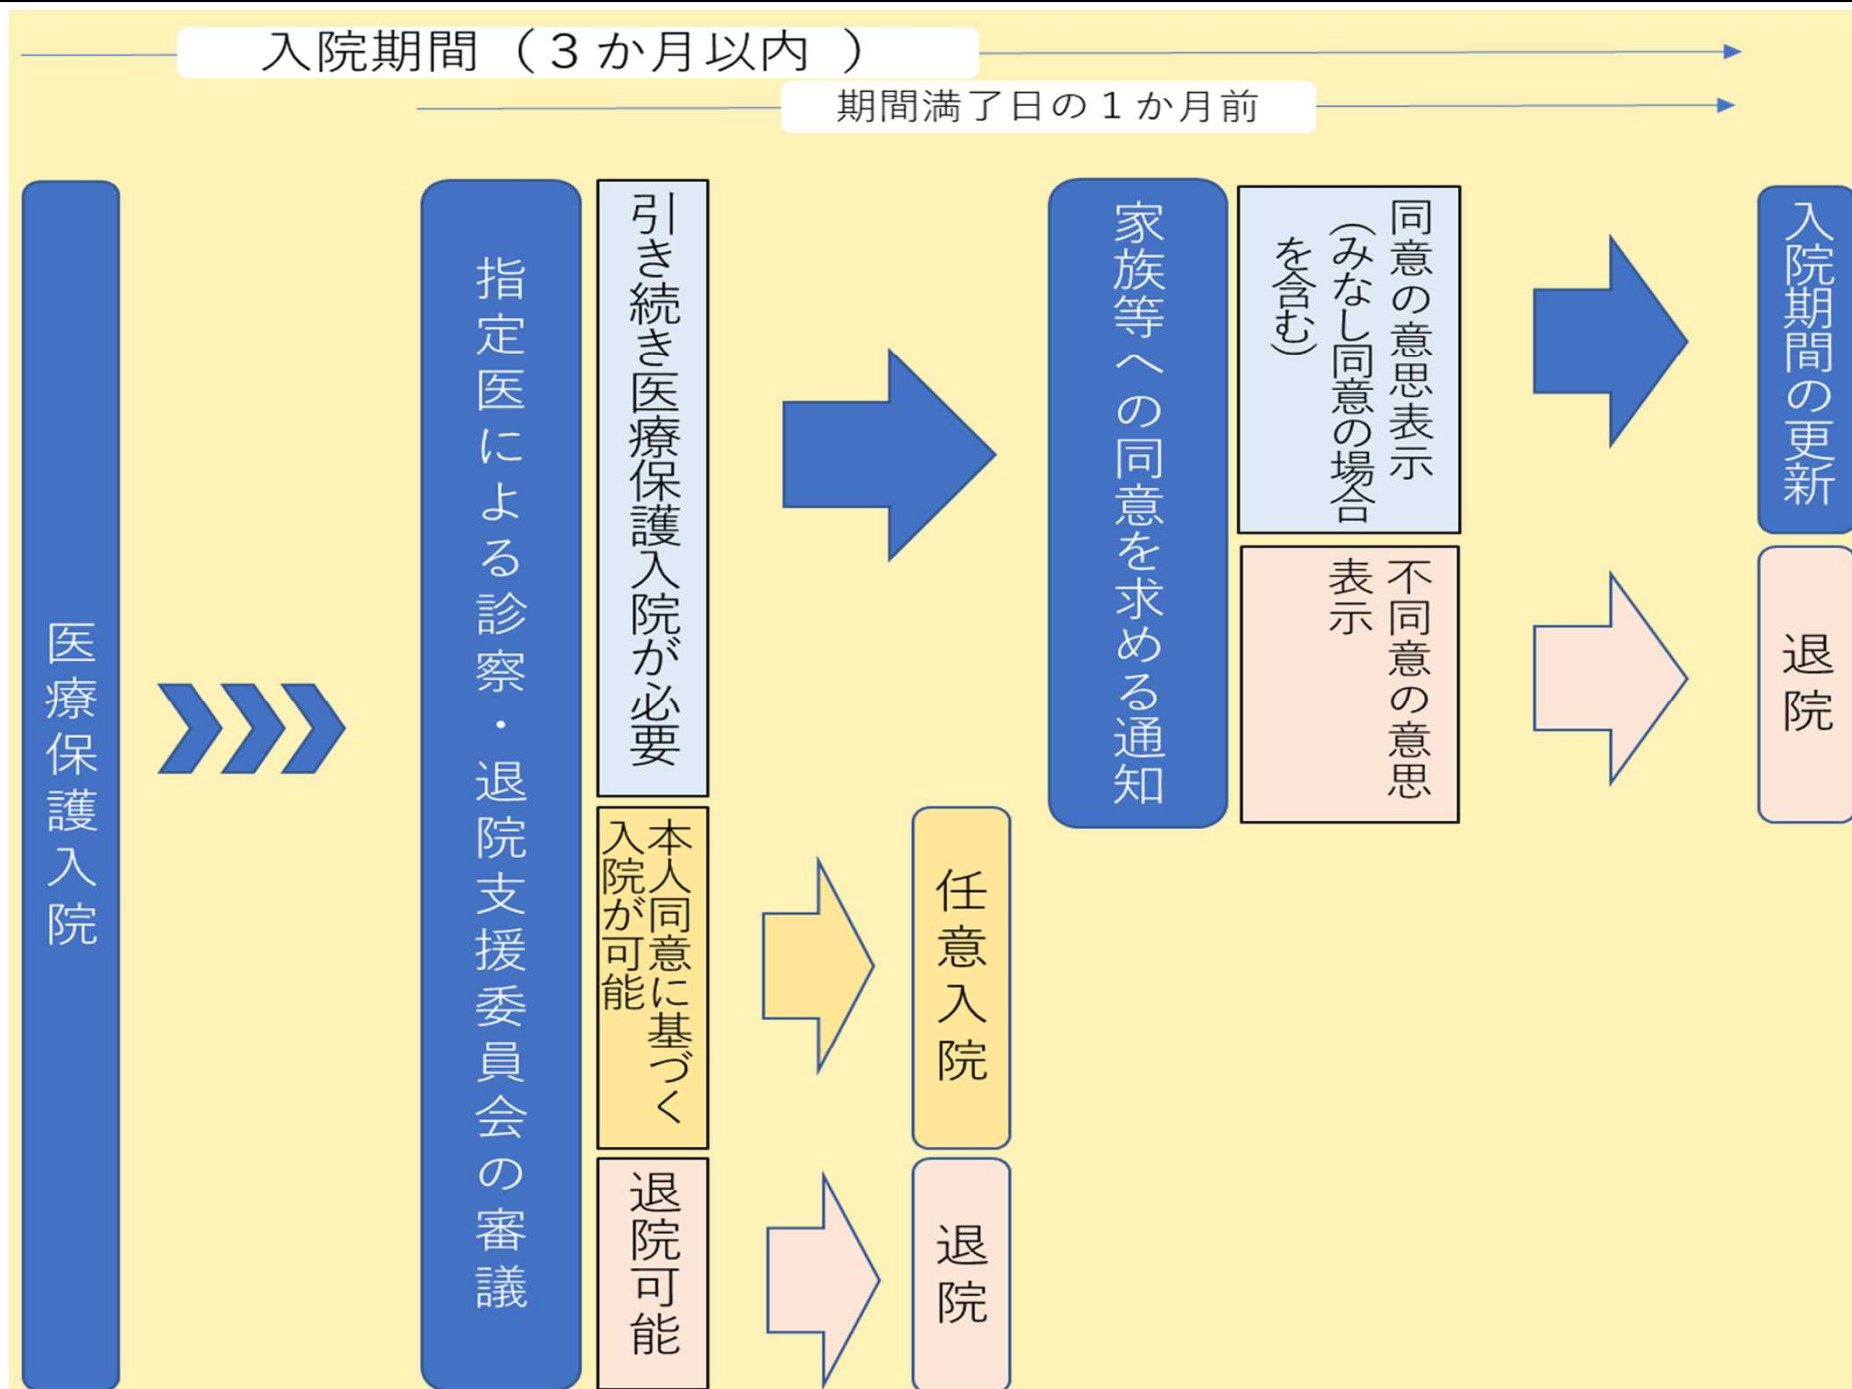 入院期間（３か月以内 ）
期間満了日の１か月前
医療保護入院
指定医による診察・退院支援委員会の審議
引き続き医療保護入院が必要
本人同意に基づく
入院が可能
退院可能
任意入院
退院
家族等への同意を求める通知
同意の意思表示
（みなし同意の場合
を含む）
不同意の意思
表示
入院期間の更新
退院